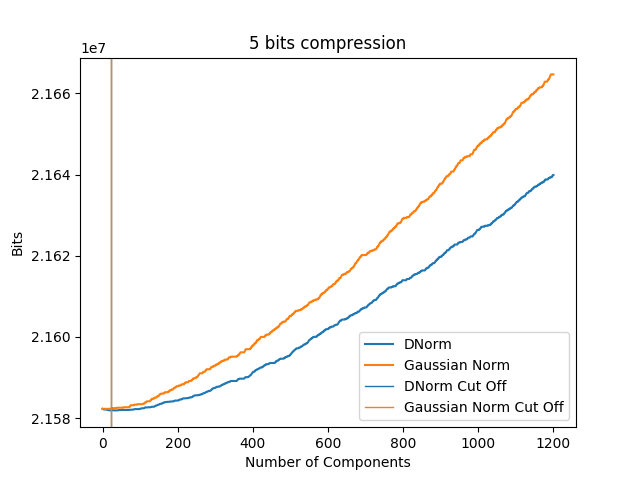 5 bits compression
1e7
2.166
2.164
2.162
2.160
2.158
Bits
0 200 400 600 800 1000 1200
Number of Components
DNorm
Gaussian Norm
DNorm Cut Off
Gaussian Norm Cut Off